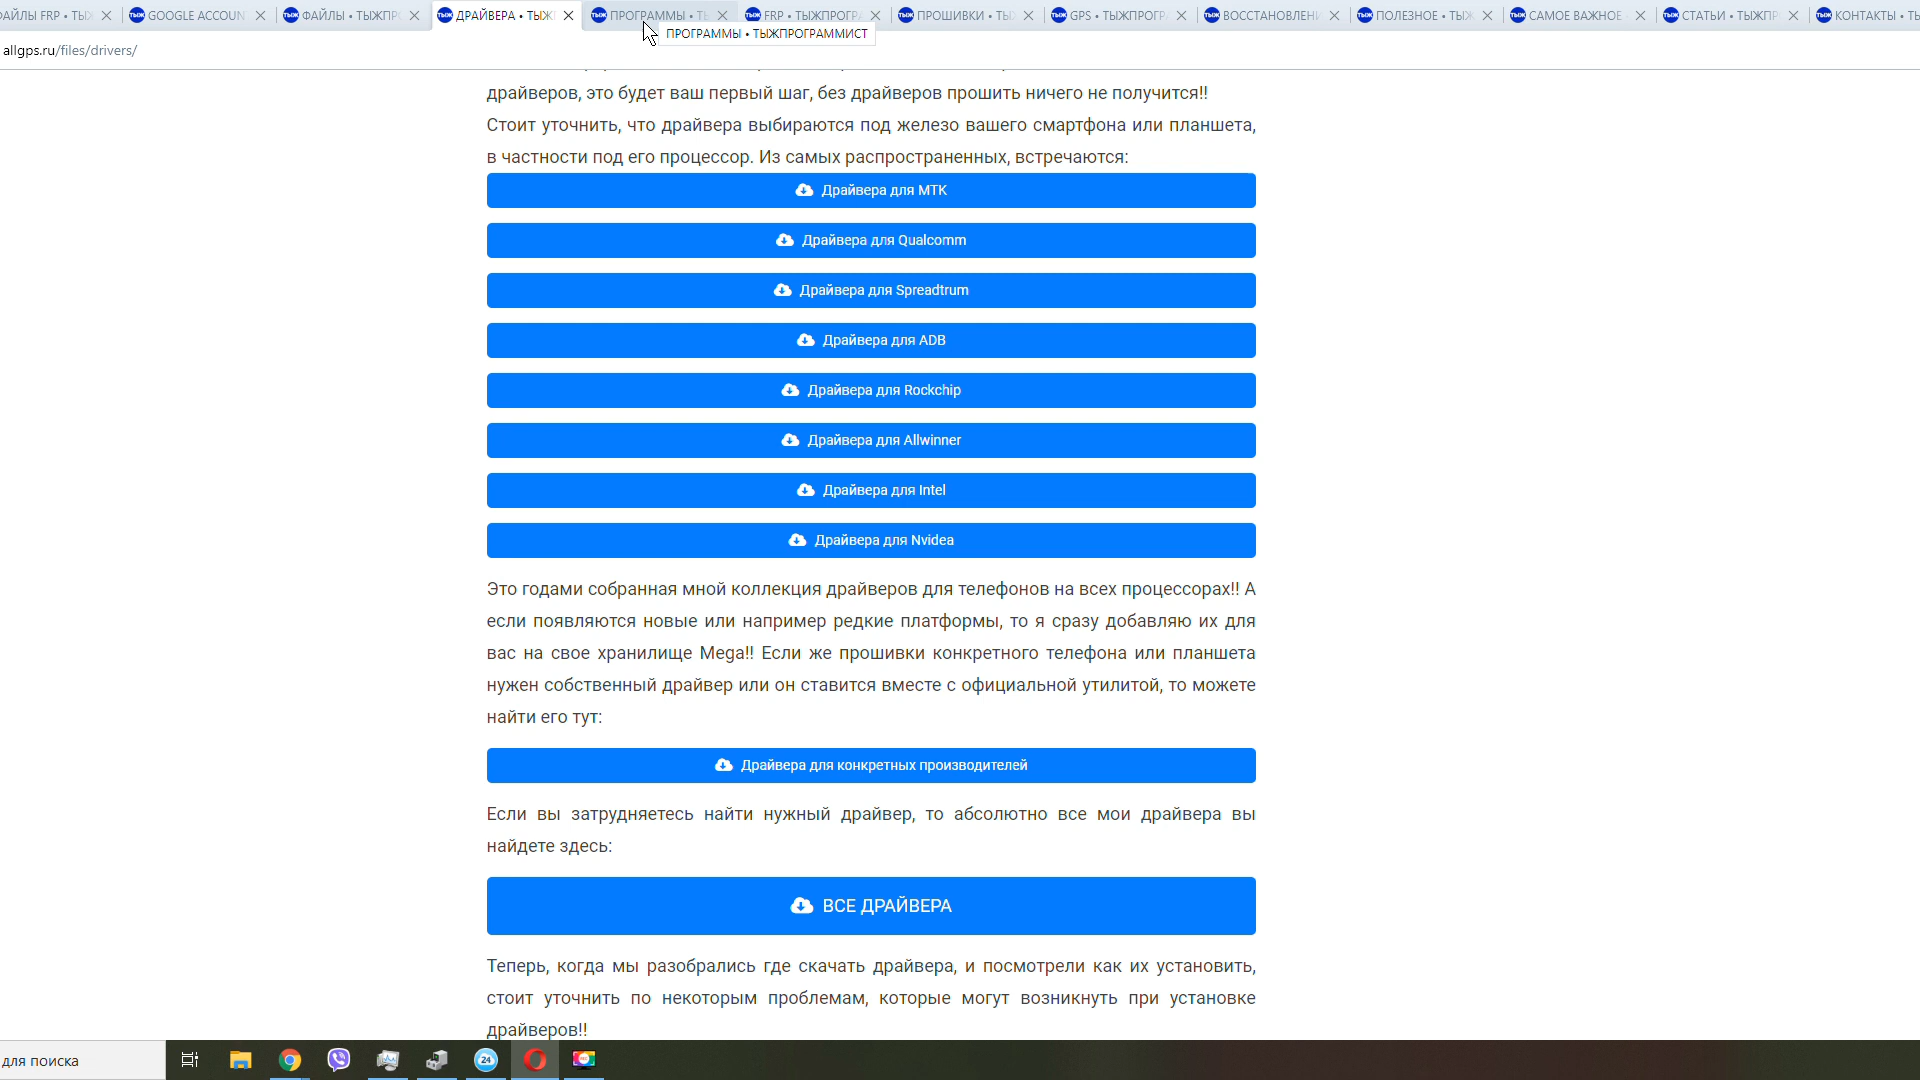 АЙЛЫ FRP • ТЫЖ
GOOGLE ACCOUN
ФАЙЛЫ • ТЫЖПРО
ДРАЙВЕРА • ТЫЖ
ПРОГРАММЫ • ТЬ
FRP • ТЫЖПРОГРА
ПРОШИВКИ • ТЫЖ
GPS • ТЫЖПРОГРА
ВОССТАНОВЛЕНИ
ПОЛЕЗНОЕ • ТЫЖ
САМОЕ ВАЖНОЕ
СТАТЬИ • ТЫЖПР
КОНТАКТЫ • ТЫ
ПРОГРАММЫ • ТЫЖПРОГРАММИСТ
allgps.ru/files/drivers/
драйверов, это будет ваш первый шаг, без драйверов прошить ничего не получится!!
Стоит уточнить, что драйвера выбираются под железо вашего смартфона или планшета,
в частности под его процессор. Из самых распространенных, встречаются:
Драйвера для MTK
Драйвера для Qualcomm
Драйвера для Spreadtrum
Драйвера для ADB
Драйвера для Rockchip
Драйвера для Allwinner
Драйвера для Intel
Драйвера для Nvidea
Это годами собранная мной коллекция драйверов для телефонов на всех процессорах!! А
если появляются новые или например редкие платформы, то я сразу добавляю их для
вас на свое хранилище Mega!! Если же прошивки конкретного телефона или планшета
нужен собственный драйвер или он ставится вместе с официальной утилитой, то можете
найти его тут:
Драйвера для конкретных производителей
Если вы затрудняетесь найти нужный драйвер, то абсолютно все мои драйвера вы
найдете здесь:
ВСЕ ДРАЙВЕРА
Теперь, когда мы разобрались где скачать драйвера, и посмотрели как их установить,
стоит уточнить по некоторым проблемам, которые могут возникнуть при установке
драйверов!!
для поиска
24